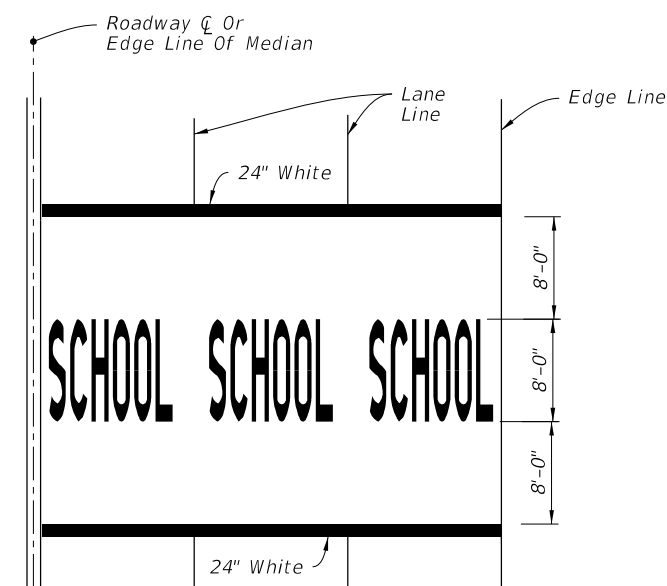 Roadway ℄ Or
Edge Line Of Median
Lane
Line
Edge Line
24" White
8'-0"
SCHOOL SCHOOL SCHOOL
8'-0"
8'-0"
24" White